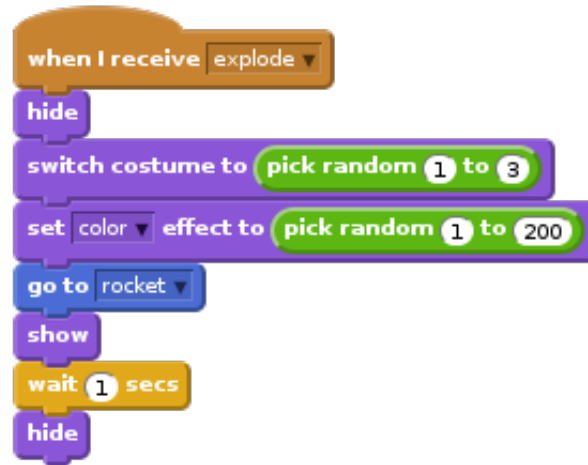 when I receive explode
hide
switch costume to pick random 1 to 3
set color effect to pick random 1 to 200
go to rocket
show
wait 1 secs
hide